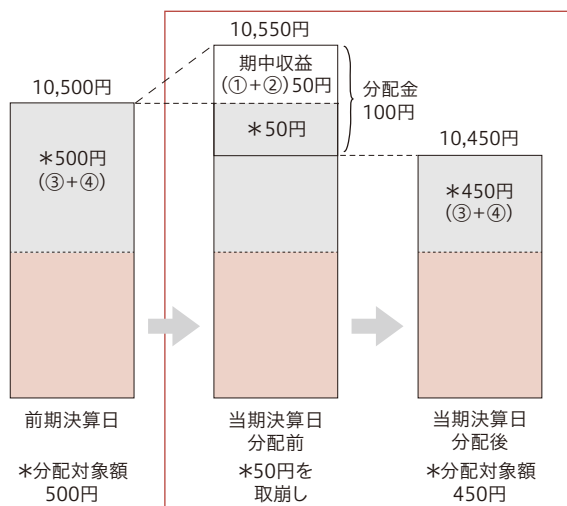 10,550円
期中収益
(①+②)50円
分配金
100円
10,500円
*50円
10,450円
*500円
(③+④)
*450円
(③+④)
前期決算日
当期決算日
分配前
当期決算日
分配後
*分配対象額
500円
*50円を
取崩し
*分配対象額
450円